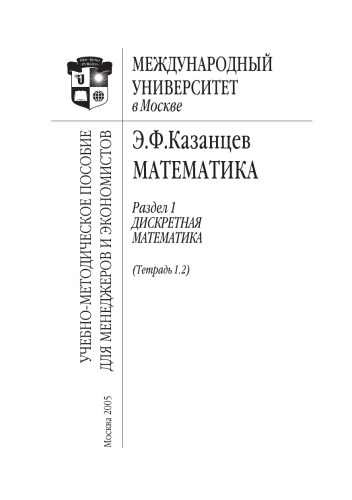 МЕЖДУНАРОДНЫЙ
УНИВЕРСИТЕТ
в Москве
Э.Ф.Казанцев
МАТЕМАТИКА
Раздел 1
ДИСКРЕТНАЯ
МАТЕМАТИКА
(Тетрадь 1.2)
УЧЕБНО-МЕТОДИЧЕСКОЕ ПОСОБИЕ
ДЛЯ МЕНЕДЖЕРОВ И ЭКОНОМИСТОВ
Москва 2005